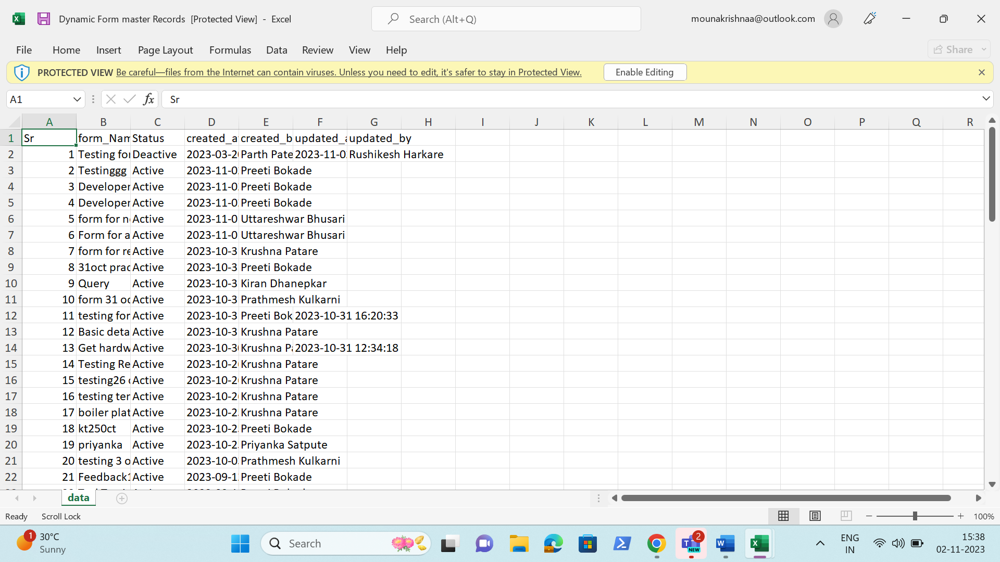 Dynamic Form master Records [Protected View] - Excel
Search (Alt+Q)
mounakrishnaa@outlook.com
File Home Insert Page Layout Formulas Data Review View Help
Share
PROTECTED VIEW Be careful—files from the Internet can contain viruses. Unless you need to edit, it's safer to stay in Protected View.
Enable Editing
A1
fx
Sr
A B C D E F G H I J K L M N O P Q R
1 Sr form_Nam Status created_a created_b updated_a updated_by
2 1 Testing for Deactive 2023-03-20 Parth Pate 2023-11-0 Rushikesh Harkare
3 2 Testinggg Active 2023-11-0 Preeti Bokade
4 3 Developer Active 2023-11-0 Preeti Bokade
5 4 Developer Active 2023-11-0 Preeti Bokade
6 5 form for n Active 2023-11-0 Uttareshwar Bhusari
7 6 Form for a Active 2023-11-0 Uttareshwar Bhusari
8 7 form for re Active 2023-10-3 Krushna Patare
9 8 31oct prac Active 2023-10-3 Preeti Bokade
10 9 Query Active 2023-10-3 Kiran Dhanepkar
11 10 form 31 oc Active 2023-10-3 Prathmesh Kulkarni
12 11 testing for Active 2023-10-3 Preeti Bok 2023-10-31 16:20:33
13 12 Basic deta Active 2023-10-3 Krushna Patare
14 13 Get hardw Active 2023-10-30 Krushna Pa 2023-10-31 12:34:18
15 14 Testing Re Active 2023-10-26 Krushna Patare
16 15 testing26 o Active 2023-10-26 Krushna Patare
17 16 testing ter Active 2023-10-26 Krushna Patare
18 17 boiler plat Active 2023-10-2 Krushna Patare
19 18 kt250ct Active 2023-10-2 Preeti Bokade
20 19 priyanka Active 2023-10-2 Priyanka Satpute
21 20 testing 3 o Active 2023-10-0 Prathmesh Kulkarni
22 21 Feedback1 Active 2023-09-1 Preeti Bokade
data
Ready Scroll Lock
100%
1
30°C
Sunny
Search
2
NEW
ENG
IN
15:38
02-11-2023